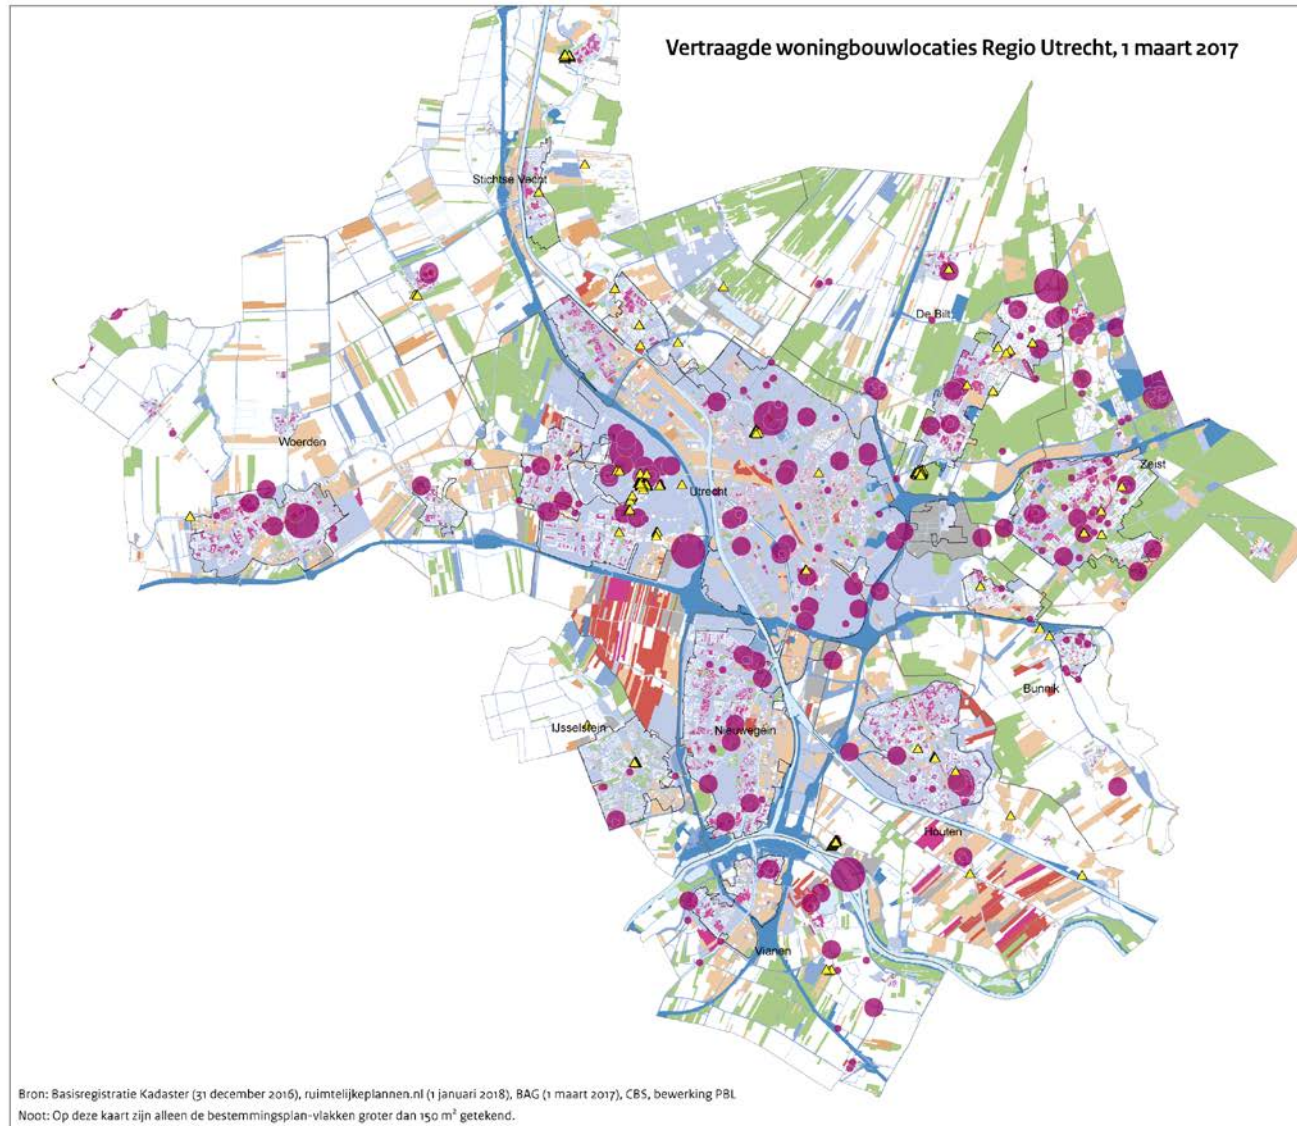 Vertraagde woningbouwlocaties Regio Utrecht, 1 maart 2017
Stichtse Vecht
De Bilt
Woerden
Zeist
Utrecht
Bunnik
IJsselstein
Nieuwegein
Houten
Vianen
Bron: Basisregistratie Kadaster (31 december 2016), ruimtelijkeplannen.nl (1 januari 2018), BAG (1 maart 2017), CBS, bewerking PBL
Noot: Op deze kaart zijn alleen de bestemmingsplan-vlakken groter dan 150 m² getekend.